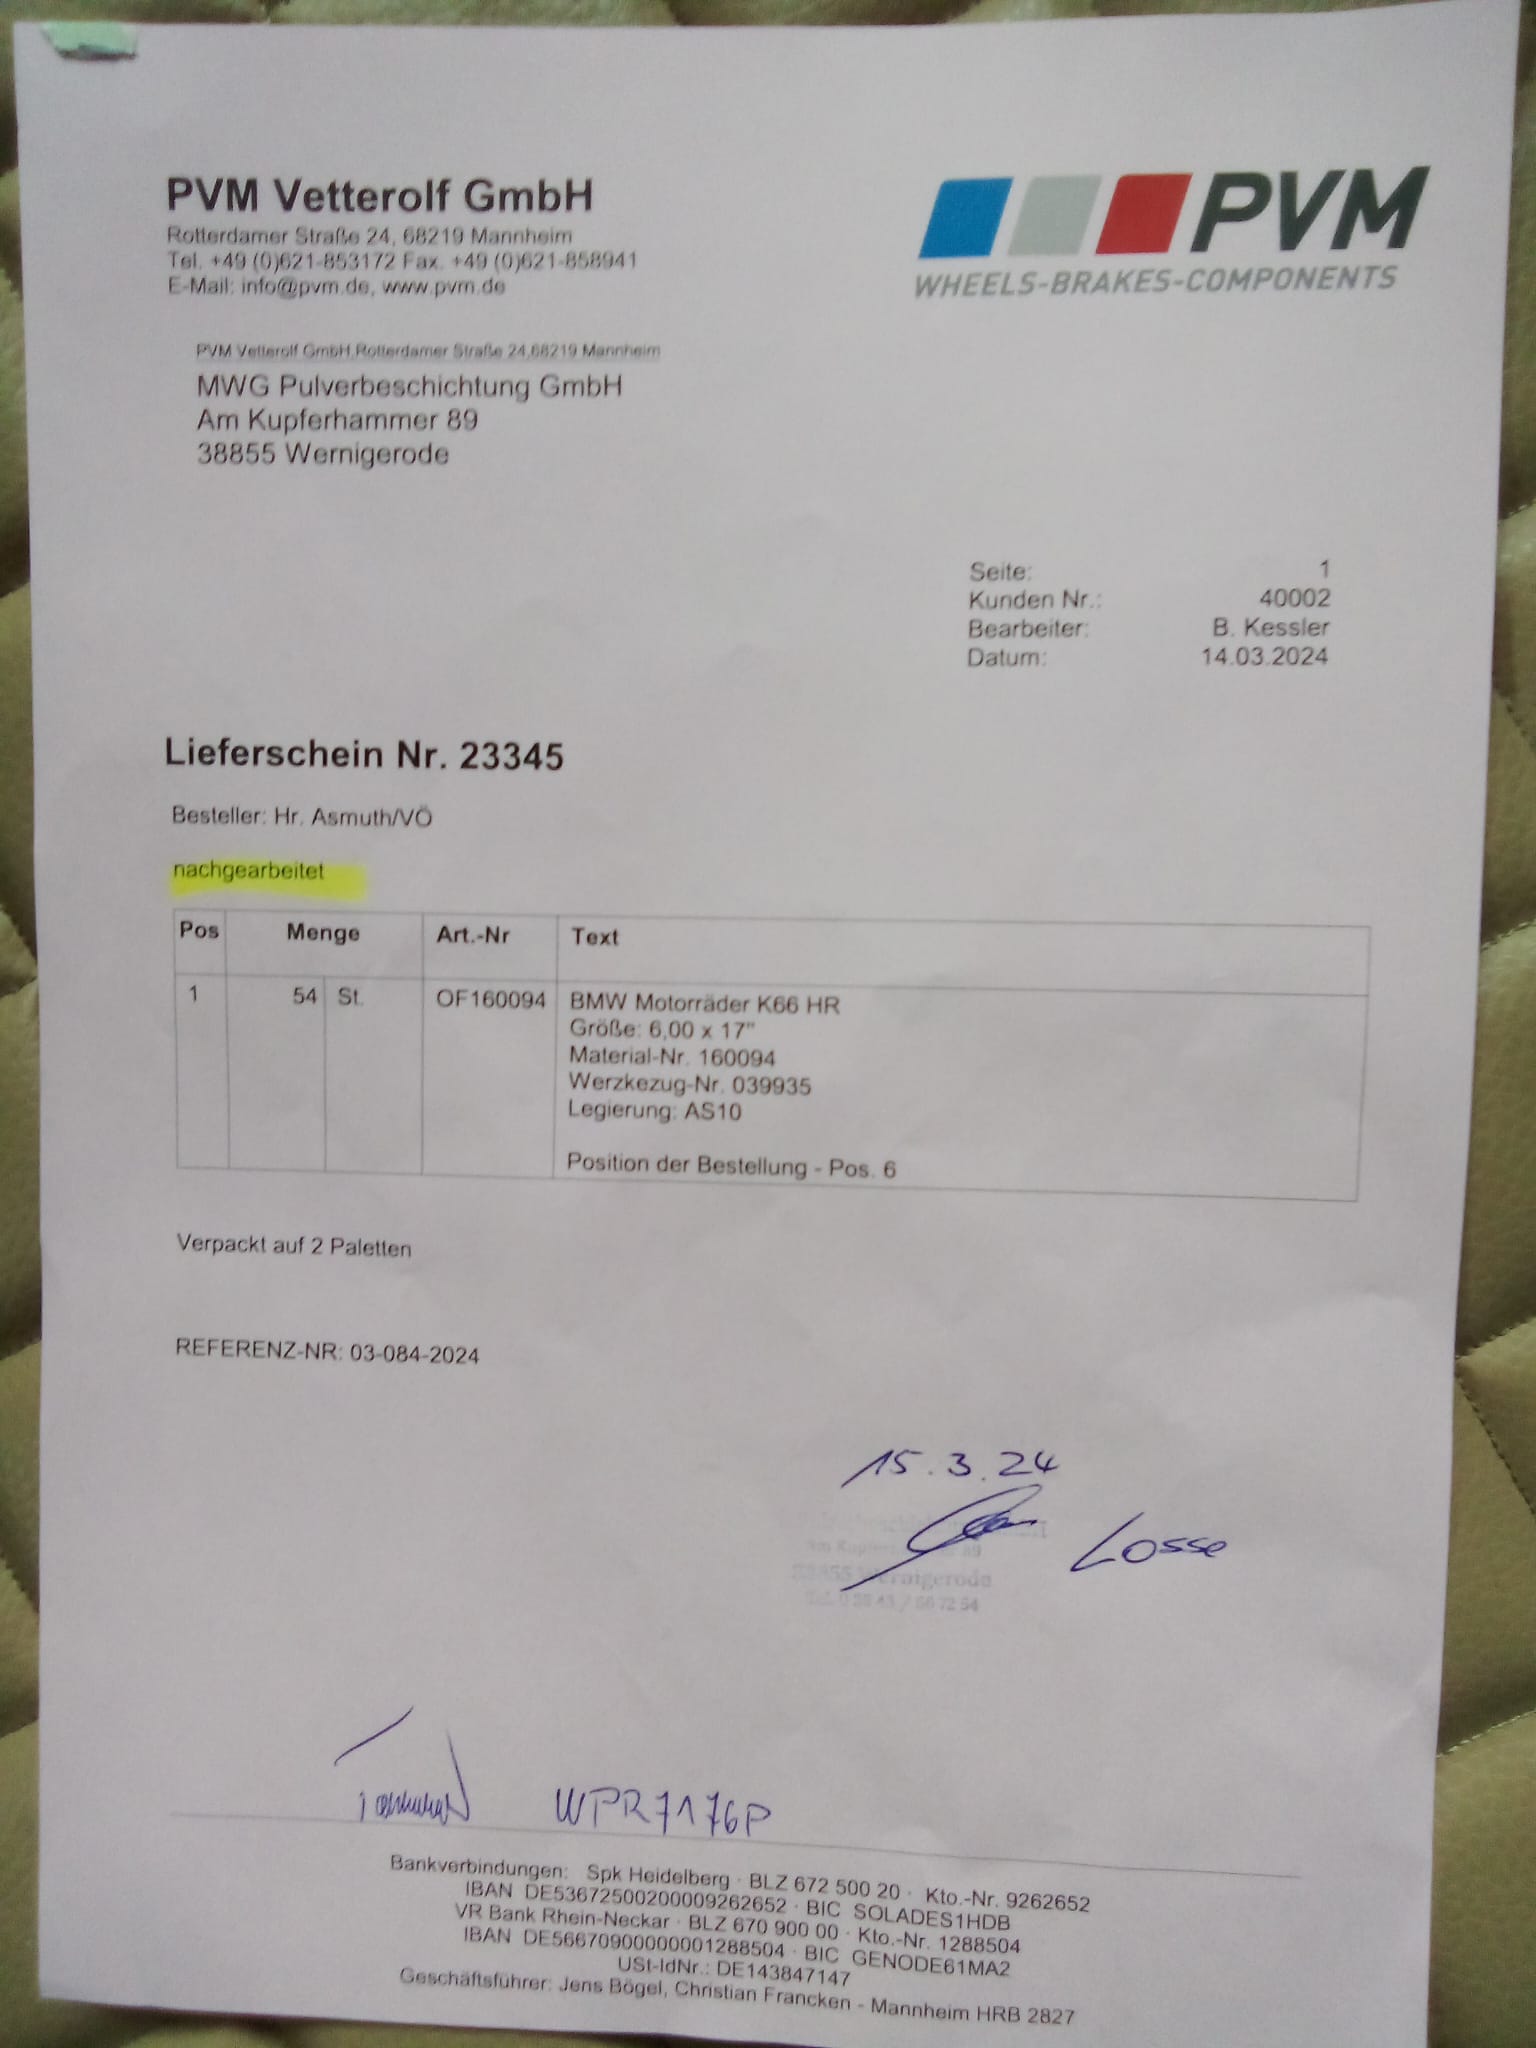 PVM Vetterolf GmbH
Rotterdamer Straße 24, 68219 Mannheim
Tel. +49 (0)621-853172 Fax. +49 (0)621-858941
E-Mail: info@pvm.de, www.pvm.de
PVM
WHEELS-BRAKES-COMPONENTS
PVM Vetterolf GmbH,Rotterdamer Straße 24,68219 Mannheim
MWG Pulverbeschichtung GmbH
Am Kupferhammer 89
38855 Wernigerode
Seite: 1
Kunden Nr.: 40002
Bearbeiter: B. Kessler
Datum: 14.03.2024
Lieferschein Nr. 23345
Besteller: Hr. Asmuth/VÖ
nachgearbeitet
Pos Menge Art.-Nr Text
1 54 St. OF160094 BMW Motorräder K66 HR
Größe: 6,00 x 17"
Material-Nr. 160094
Werzkezug-Nr. 039935
Legierung: AS10
Position der Bestellung - Pos. 6
Verpackt auf 2 Paletten
REFERENZ-NR: 03-084-2024
15.3.24
Losse
Wernigerode
WPR7176P
Bankverbindungen: Spk Heidelberg · BLZ 672 500 20 · Kto.-Nr. 9262652
IBAN DE53672500200009262652 · BIC SOLADES1HDB
VR Bank Rhein-Neckar · BLZ 670 900 00 · Kto.-Nr. 1288504
IBAN DE56670900000001288504 · BIC GENODE61MA2
USt-IdNr.: DE143847147
Geschäftsführer: Jens Bögel, Christian Francken - Mannheim HRB 2827